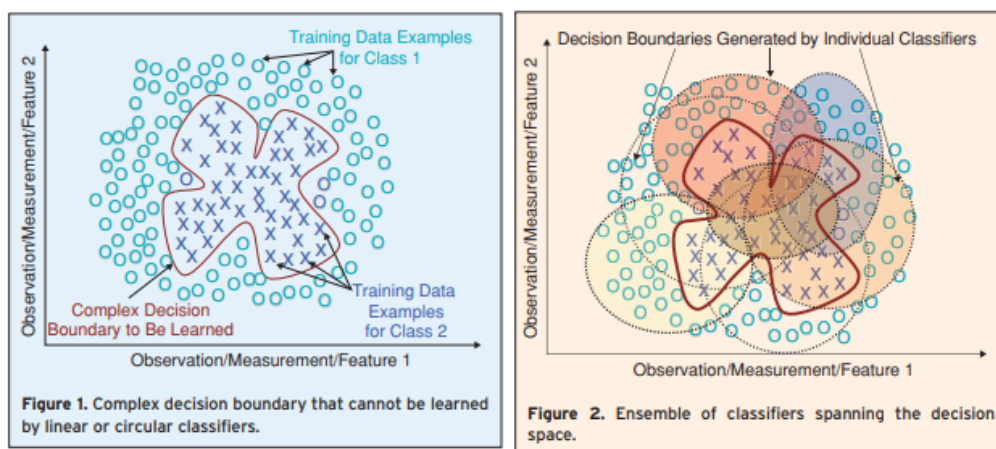 Training Data Examples
for Class 1
Observation/Measurement/Feature 2
Complex Decision
Boundary to Be Learned
Training Data
Examples
for Class 2
Observation/Measurement/Feature 1
Figure 1. Complex decision boundary that cannot be learned
by linear or circular classifiers.
Decision Boundaries Generated by Individual Classifiers
Observation/Measurement/Feature 2
Observation/Measurement/Feature 1
Figure 2. Ensemble of classifiers spanning the decision
space.